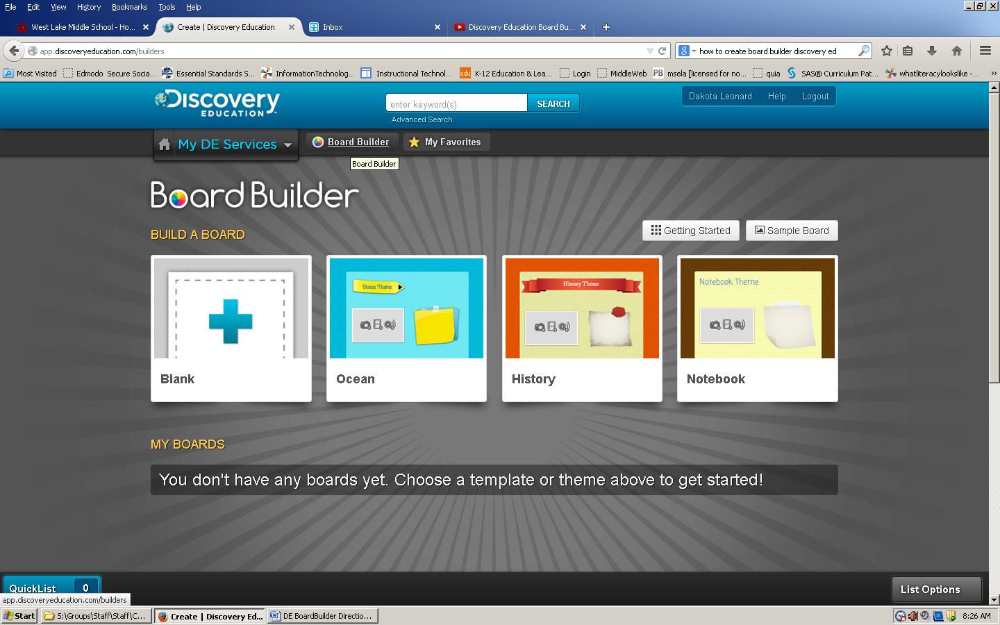 File Edit View History Bookmarks Tools Help
West Lake Middle School - Ho...
Create | Discovery Education
Inbox
Discovery Education Board Bu...
app.discoveryeducation.com/builders
how to create board builder discovery ed
Most Visited
Edmodo Secure Socia...
Essential Standards S...
InformationTechnolog...
Instructional Technol...
edu K-12 Education & Lea...
Login
MiddleWeb
PB msela [licensed for no...
quia
SAS® Curriculum Pat...
whatliteracylookslike -...
Discovery
EDUCATION
enter keyword(s)
SEARCH
Advanced Search
Dakota Leonard Help Logout
My DE Services
Board Builder
My Favorites
Board Builder
Board Builder
BUILD A BOARD
Getting Started
Sample Board
Ocean Theme
History Theme
Notebook Theme
Blank
Ocean
History
Notebook
MY BOARDS
You don't have any boards yet. Choose a template or theme above to get started!
QuickList 0
List Options
app.discoveryeducation.com/builders
Start
S:\Groups\Staff\Staff\C...
Create | Discovery Ed...
DE BoardBuilder Directio...
8:26 AM